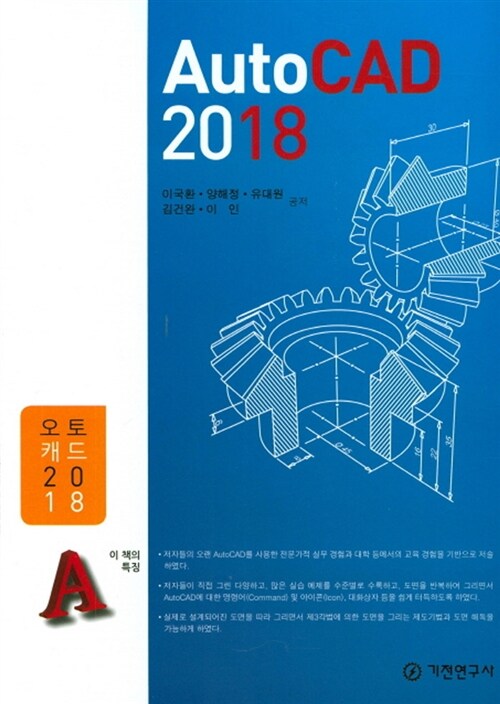 AutoCAD
2018
이국환 • 양해정 • 유대원
김건완 • 이 인
공저
30
오토
캐드
20
18
A
이 책의
특징
• 저자들의 오랜 AutoCAD를 사용한 전문가적 실무 경험과 대학 등에서의 교육 경험을 기반으로 저술
하였다.
• 저자들이 직접 그린 다양하고, 많은 실습 예제를 수준별로 수록하고, 도면을 반복하여 그리면서
AutoCAD에 대한 명령어(Command) 및 아이콘(Icon), 대화상자 등을 쉽게 터득하도록 하였다.
• 실제로 설계되어진 도면을 따라 그리면서 제3각법에 의한 도면을 그리는 제도기법과 도면 해독을
가능하게 하였다.
기전연구사